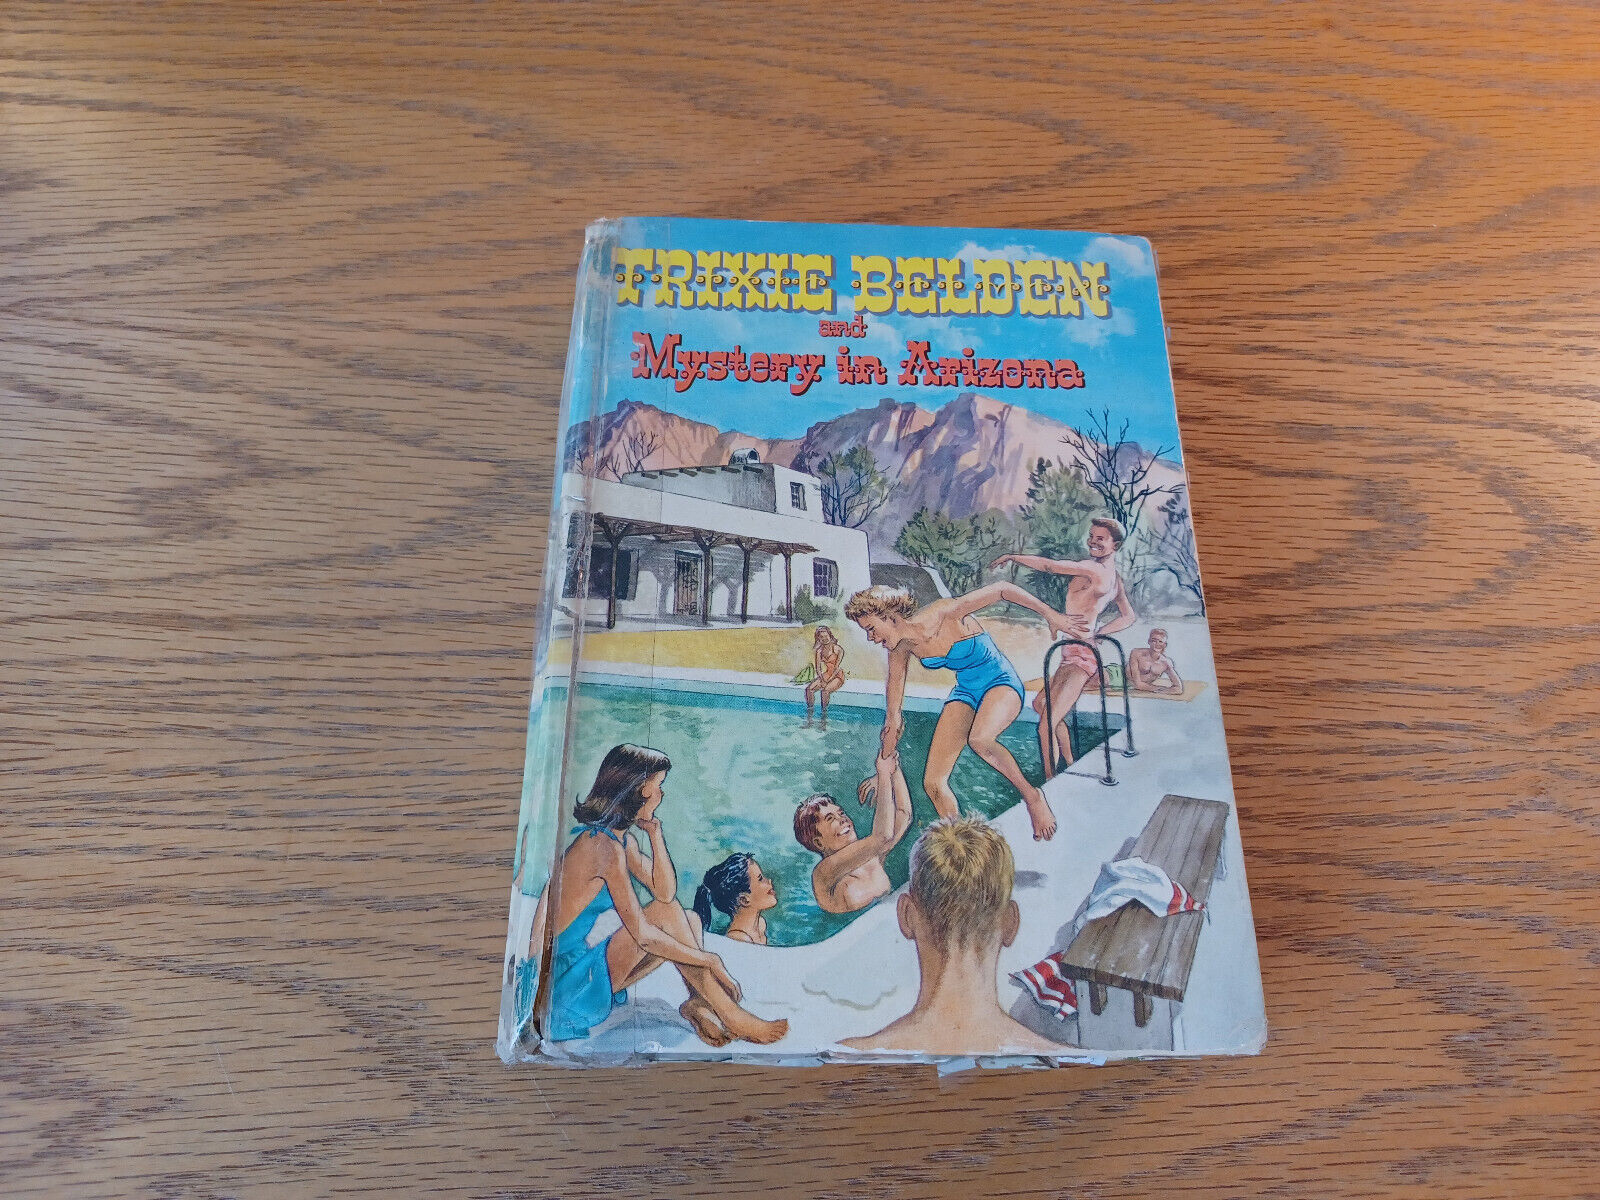 TRIXIE BELDEN
and
Mystery in Arizona